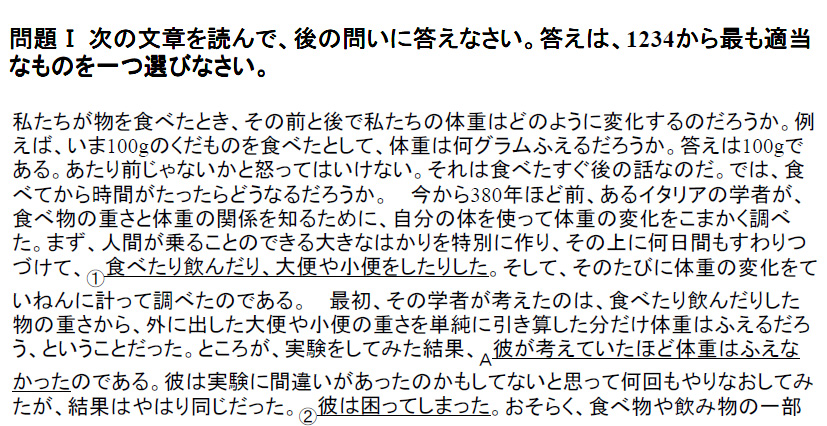 問題Ⅰ 次の文章を読んで、後の問いに答えなさい。答えは、1234から最も適当
なものを一つ選びなさい。
私たちが物を食べたとき、その前と後で私たちの体重はどのように変化するのだろうか。例
えば、いま100gのくだものを食べたとして、体重は何グラムふえるだろうか。答えは100gで
ある。あたり前じゃないかと怒ってはいけない。それは食べたすぐ後の話なのだ。では、食
べてから時間がたったらどうなるだろうか。　今から380年ほど前、あるイタリアの学者が、
食べ物の重さと体重の関係を知るために、自分の体を使って体重の変化をこまかく調べ
た。まず、人間が乗ることのできる大きなはかりを特別に作り、その上に何日間もすわりつ
づけて、①食べたり飲んだり、大便や小便をしたりした。そして、そのたびに体重の変化をて
いねんに計って調べたのである。　最初、その学者が考えたのは、食べたり飲んだりした
物の重さから、外に出した大便や小便の重さを単純に引き算した分だけ体重はふえるだろ
う、ということだった。ところが、実験をしてみた結果、A彼が考えていたほど体重はふえな
かったのである。彼は実験に間違いがあったのかもしてないと思って何回もやりなおしてみ
たが、結果はやはり同じだった。②彼は困ってしまった。おそらく、食べ物や飲み物の一部